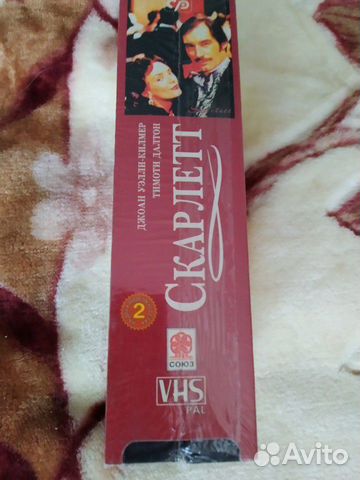 ДЖОАН УЭЛЛИ-КИЛМЕР
ТИМОТИ ДАЛТОН
СКАРЛЕТТ
2
СОЮЗ
VHS
PAL
Avito